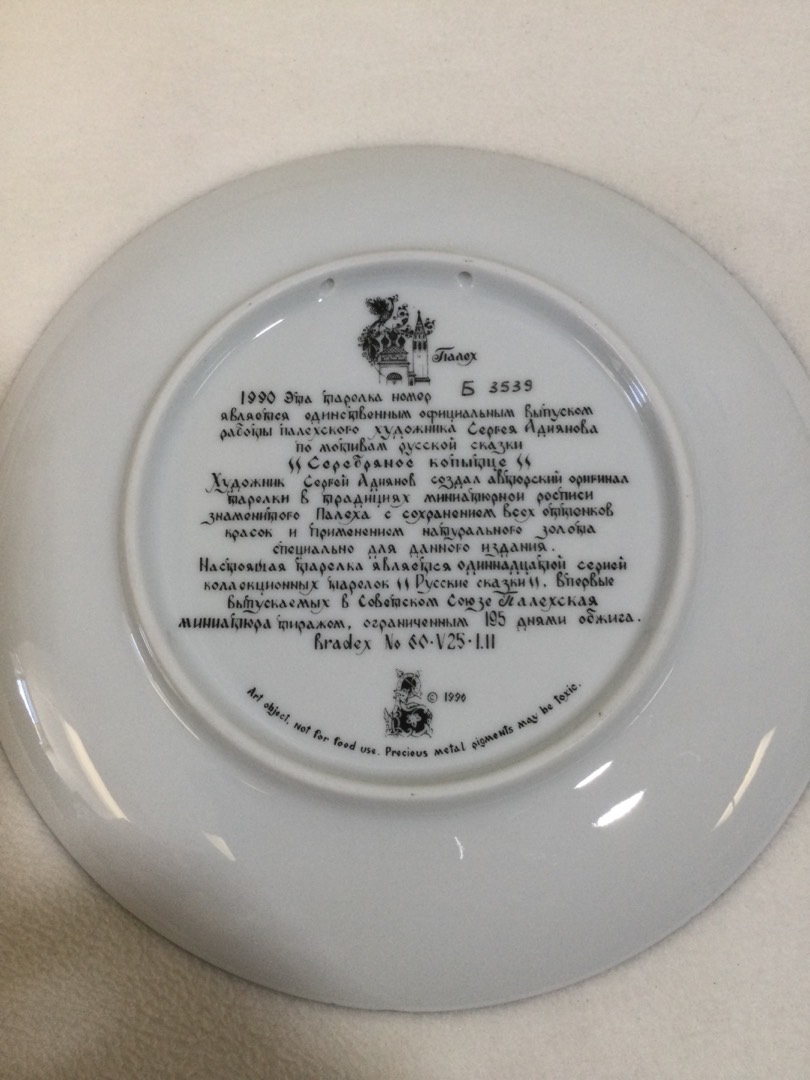 Палех
1990 Эта тарелка номер Б 3539
является единственным официальным выпуском
работы палехского художника Сергея Адиянова
по мотивам русской сказки
"Серебряное копытце"
Художник Сергей Адиянов создал авторский оригинал
тарелки в традициях миниатюрной росписи
знаменитого Палеха с сохранением всех оттенков
красок и применением натурального золота
специально для данного издания.
Настоящая тарелка является одиннадцатой серией
коллекционных тарелок "Русские сказки", впервые
выпускаемых в Советском Союзе Палехская
миниатюра тиражом, ограниченным 195 днями обжига.
Bradex No 60·V25·1.11
© 1990
Art object, not for food use. Precious metal pigments may be toxic.